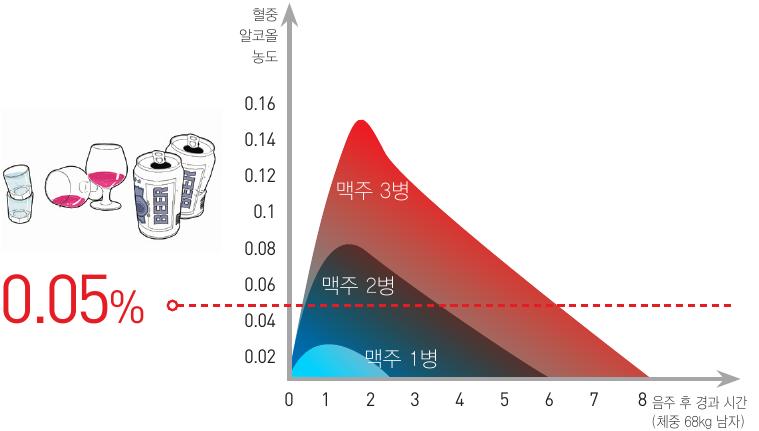 혈중
알코올
농도
0.16
0.14
0.12
0.1
0.08
0.06
0.04
0.02
맥주 3병
맥주 2병
맥주 1병
BEER
BEER
0.05%
0 1 2 3 4 5 6 7 8 음주 후 경과 시간
(체중 68kg 남자)